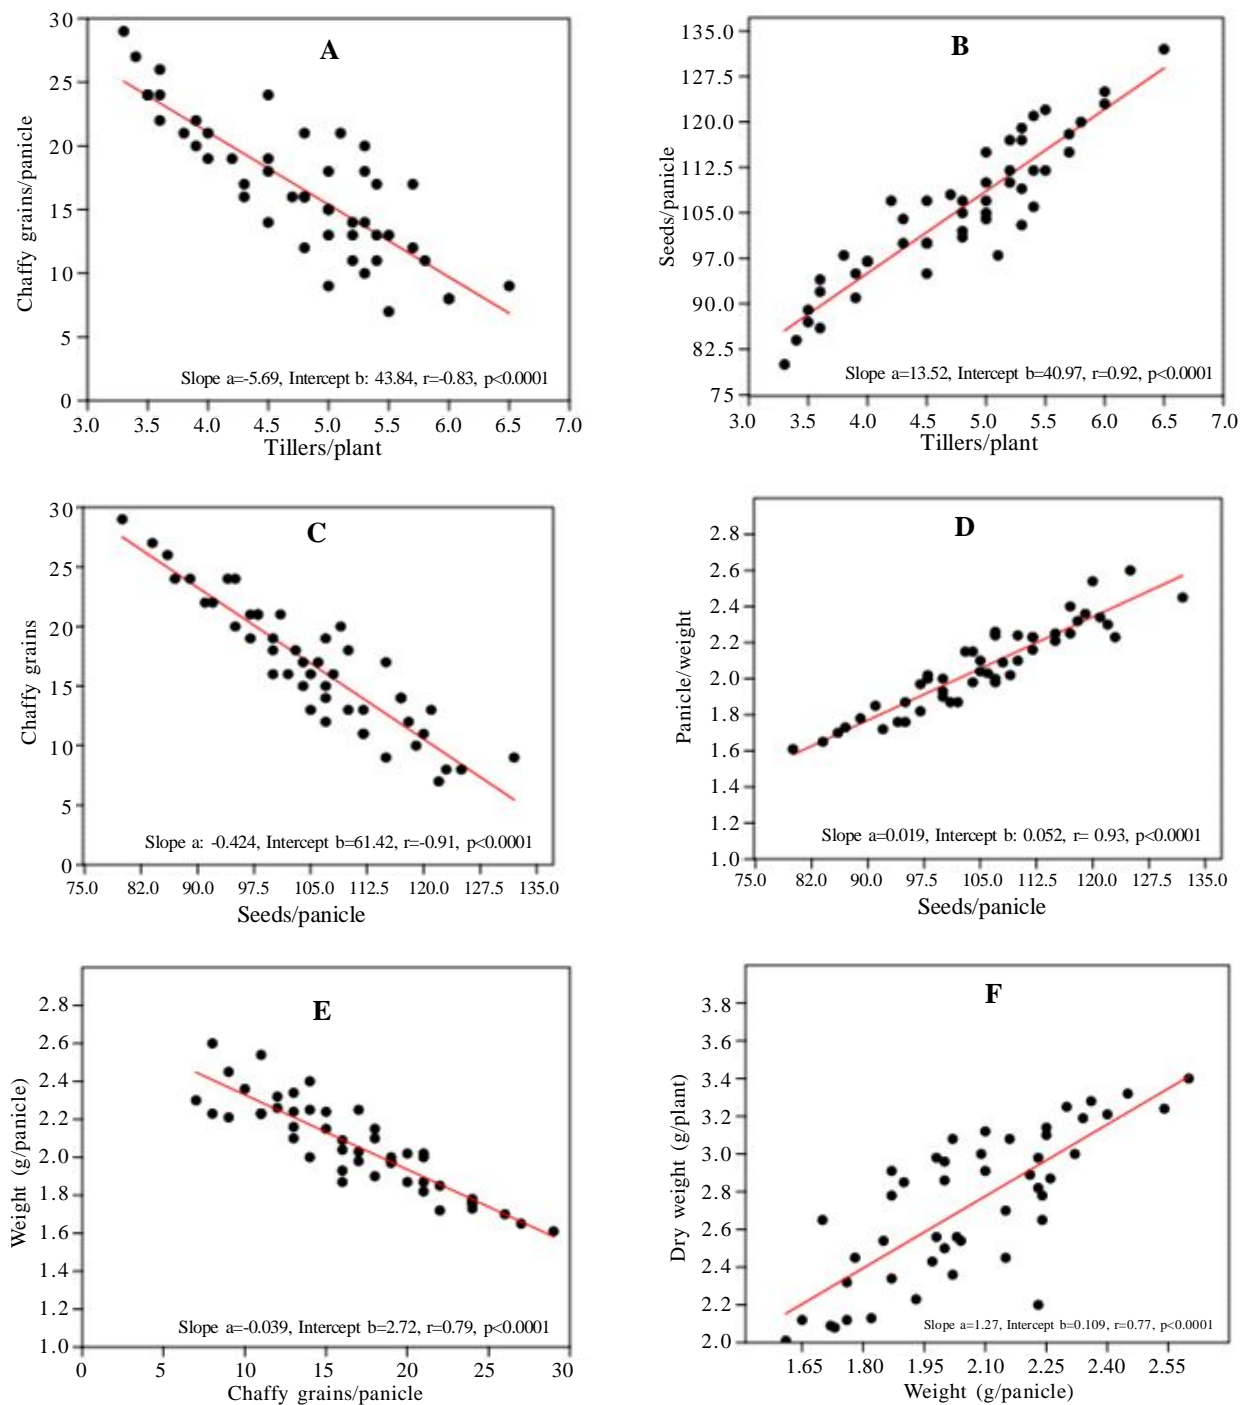 A
30
25
20
15
10
5
0
Chaffy grains/panicle
Slope a=-5.69, Intercept b: 43.84, r=-0.83, p<0.0001
3.0 3.5 4.0 4.5 5.0 5.5 6.0 6.5 7.0
Tillers/plant
B
135.0
127.5
120.0
112.5
105.0
97.0
90.0
82.5
75
Seeds/panicle
Slope a=13.52, Intercept b=40.97, r=0.92, p<0.0001
3.0 3.5 4.0 4.5 5.0 5.5 6.0 6.5 7.0
Tillers/plant
C
30
25
20
15
10
5
0
Chaffy grains
Slope a: -0.424, Intercept b=61.42, r=-0.91, p<0.0001
75.0 82.0 90.0 97.5 105.0 112.5 120.0 127.5 135.0
Seeds/panicle
D
2.8
2.6
2.4
2.2
2.0
1.8
1.6
1.4
1.2
1.0
Panicle/weight
Slope a=0.019, Intercept b: 0.052, r= 0.93, p<0.0001
75.0 82.0 90.0 97.5 105.0 112.5 120.0 127.5 135.0
Seeds/panicle
E
2.8
2.6
2.4
2.2
2.0
1.8
1.6
1.4
1.2
1.0
Weight (g/panicle)
Slope a=-0.039, Intercept b=2.72, r=0.79, p<0.0001
0 5 10 15 20 25 30
Chaffy grains/panicle
F
3.8
3.6
3.4
3.2
3.0
2.8
2.6
2.4
2.2
2.0
Dry weight (g/plant)
Slope a=1.27, Intercept b=0.109, r=0.77, p<0.0001
1.65 1.80 1.95 2.10 2.25 2.40 2.55
Weight (g/panicle)